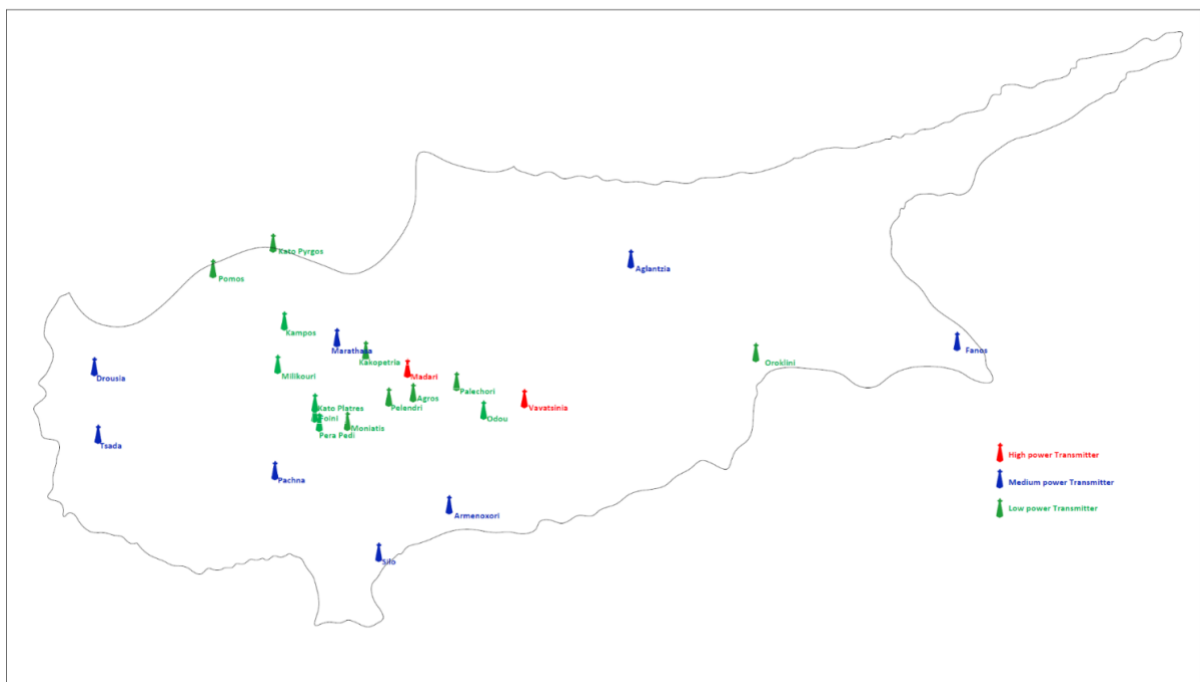 Kato Pyrgos
Aglantzia
Pomos
Kampos
Marathasa
Fanos
Kakopetria
Oroklini
Milikouri
Madari
Drousia
Palechori
Agros
Pelendri
Vavatsinia
Kato Platres
Odou
Foini
Moniatis
Pera Pedi
Tsada
High power Transmitter
Pachna
Medium power Transmitter
Low power Transmitter
Armenoxori
Silo